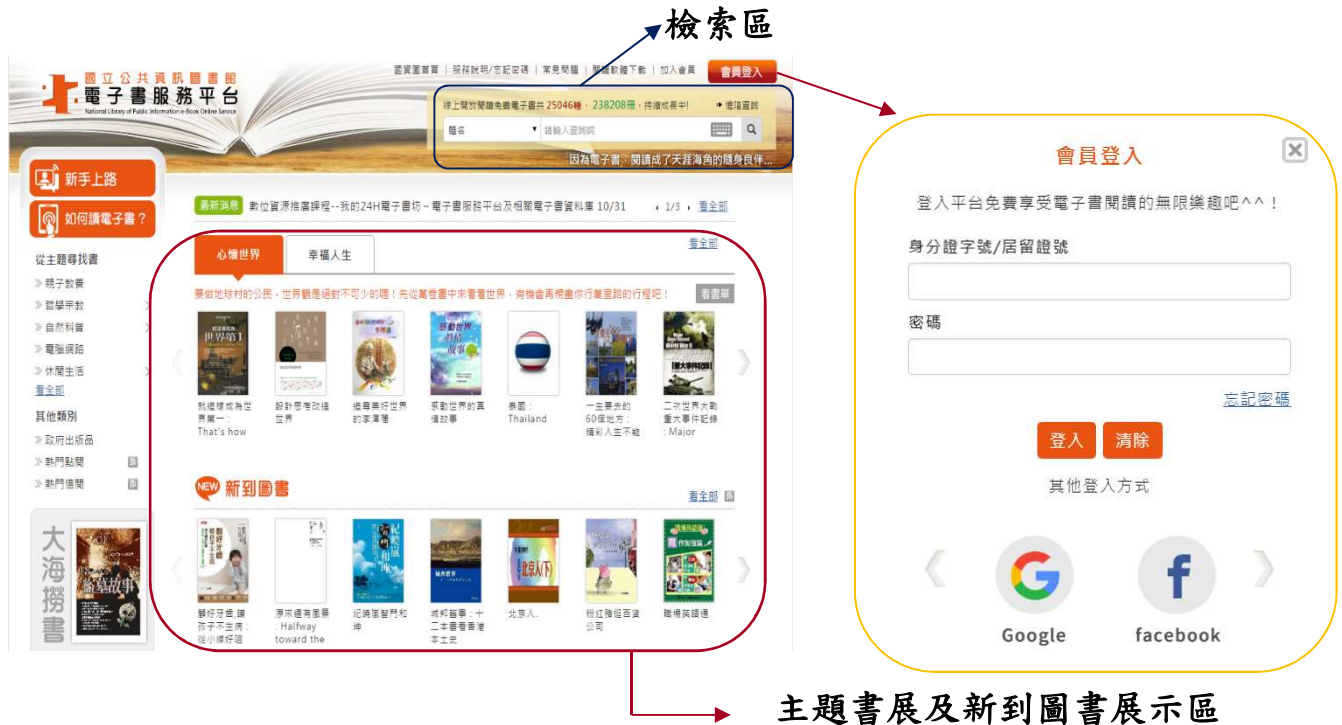 檢索區
國立公共資訊圖書館
電子書服務平台
National Library of Public Information e-Book Online Service
國資圖首頁 | 服務說明/忘記密碼 | 常見問題 | 閱讀軟體下載 | 加入會員
會員登入
線上開放閱讀免費電子書共 25046種, 238208冊, 持續成長中!
進階查詢
題名
請輸入查詢詞
因為電子書，閱讀成了天涯海角的隨身良伴...
新手上路
如何讀電子書？
最新消息 數位資源推廣課程--我的24H電子書坊~電子書服務平台及相關電子書資料庫 10/31
1/3
看全部
從主題尋找書
親子教養
哲學宗教
自然科普
電腦網路
休閒生活
看全部
其他類別
政府出版品
熱門點閱
熱門借閱
大海撈書
心懷世界
幸福人生
看全部
要做地球村的公民，世界觀是絕對不可少的喔！先從萬卷書中來看看世界，有機會再規畫你行萬里路的行程吧！
看書單
就這樣成為世
界第一：
That's how
設計思考改造
世界
追尋美好世界
的李澤藩
感動世界的真
情故事
泰國：
Thailand
一生要去的
60個地方：
精彩人生不能
二次世界大戰
重大事件記錄
: Major
NEW 新到圖書
看全部
顧好牙齒,讓
孩子不生病：
從小擁好咀
原來還有風景
: Halfway
toward the
紀曉嵐智鬥和
珅
城邦舊事：十
二本書看香港
本土史
北京人.
粉紅豬逛百貨
公司
職場英語通.
會員登入
登入平台免費享受電子書閱讀的無限樂趣吧^^！
身分證字號/居留證號
密碼
忘記密碼
登入
清除
其他登入方式
Google
facebook
主題書展及新到圖書展示區